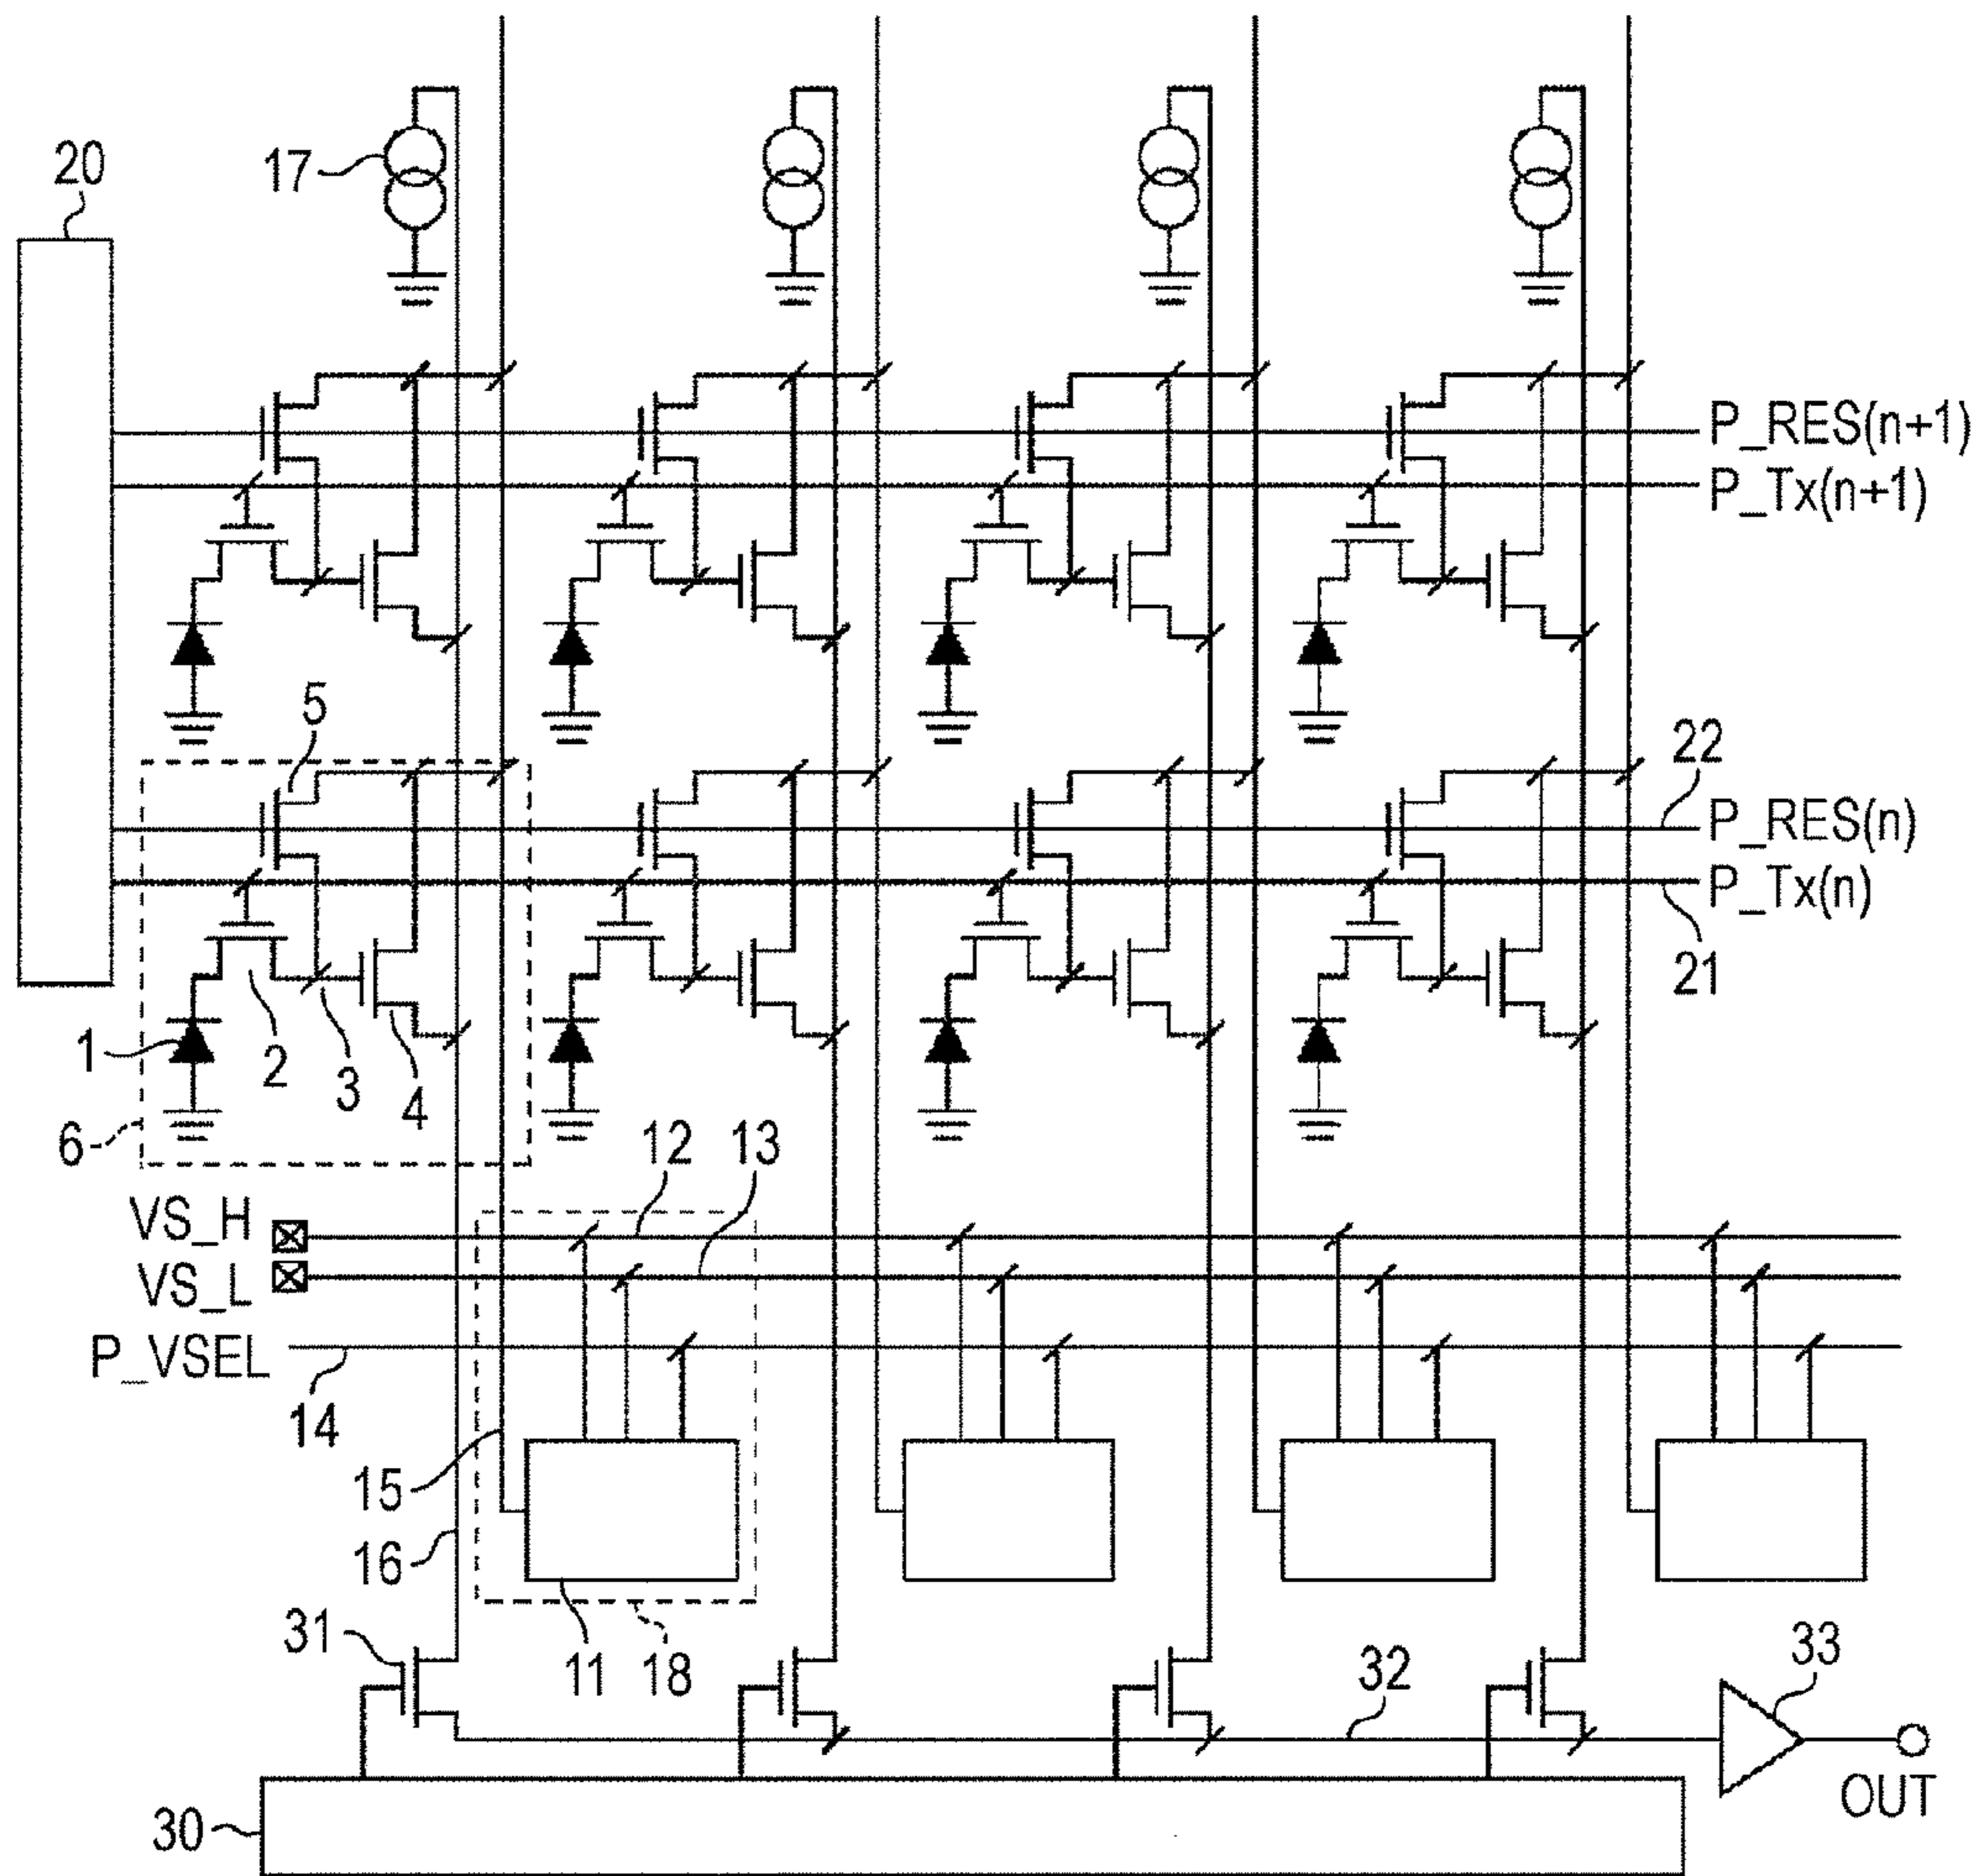 20
17
P_RES(n+1)
P_Tx(n+1)
5
22
P_RES(n)
P_Tx(n)
21
1
2
3
4
6
12
13
VS_H
VS_L
P_VSEL
14
15
16
31
11
18
32
33
OUT
30